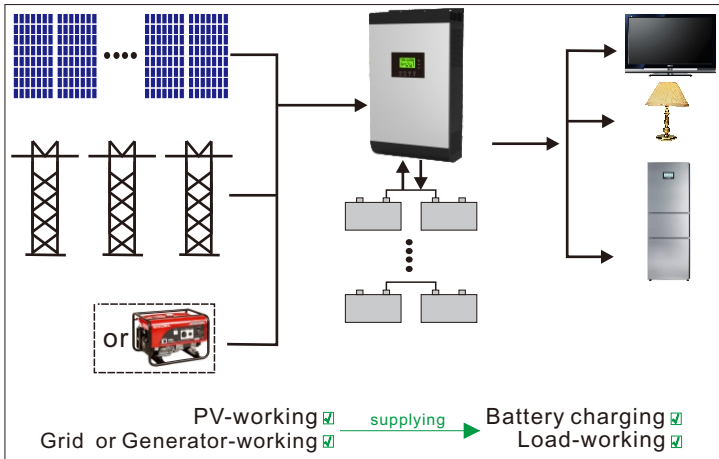 or
PV-working
supplying
Battery charging
Grid or Generator-working
Load-working